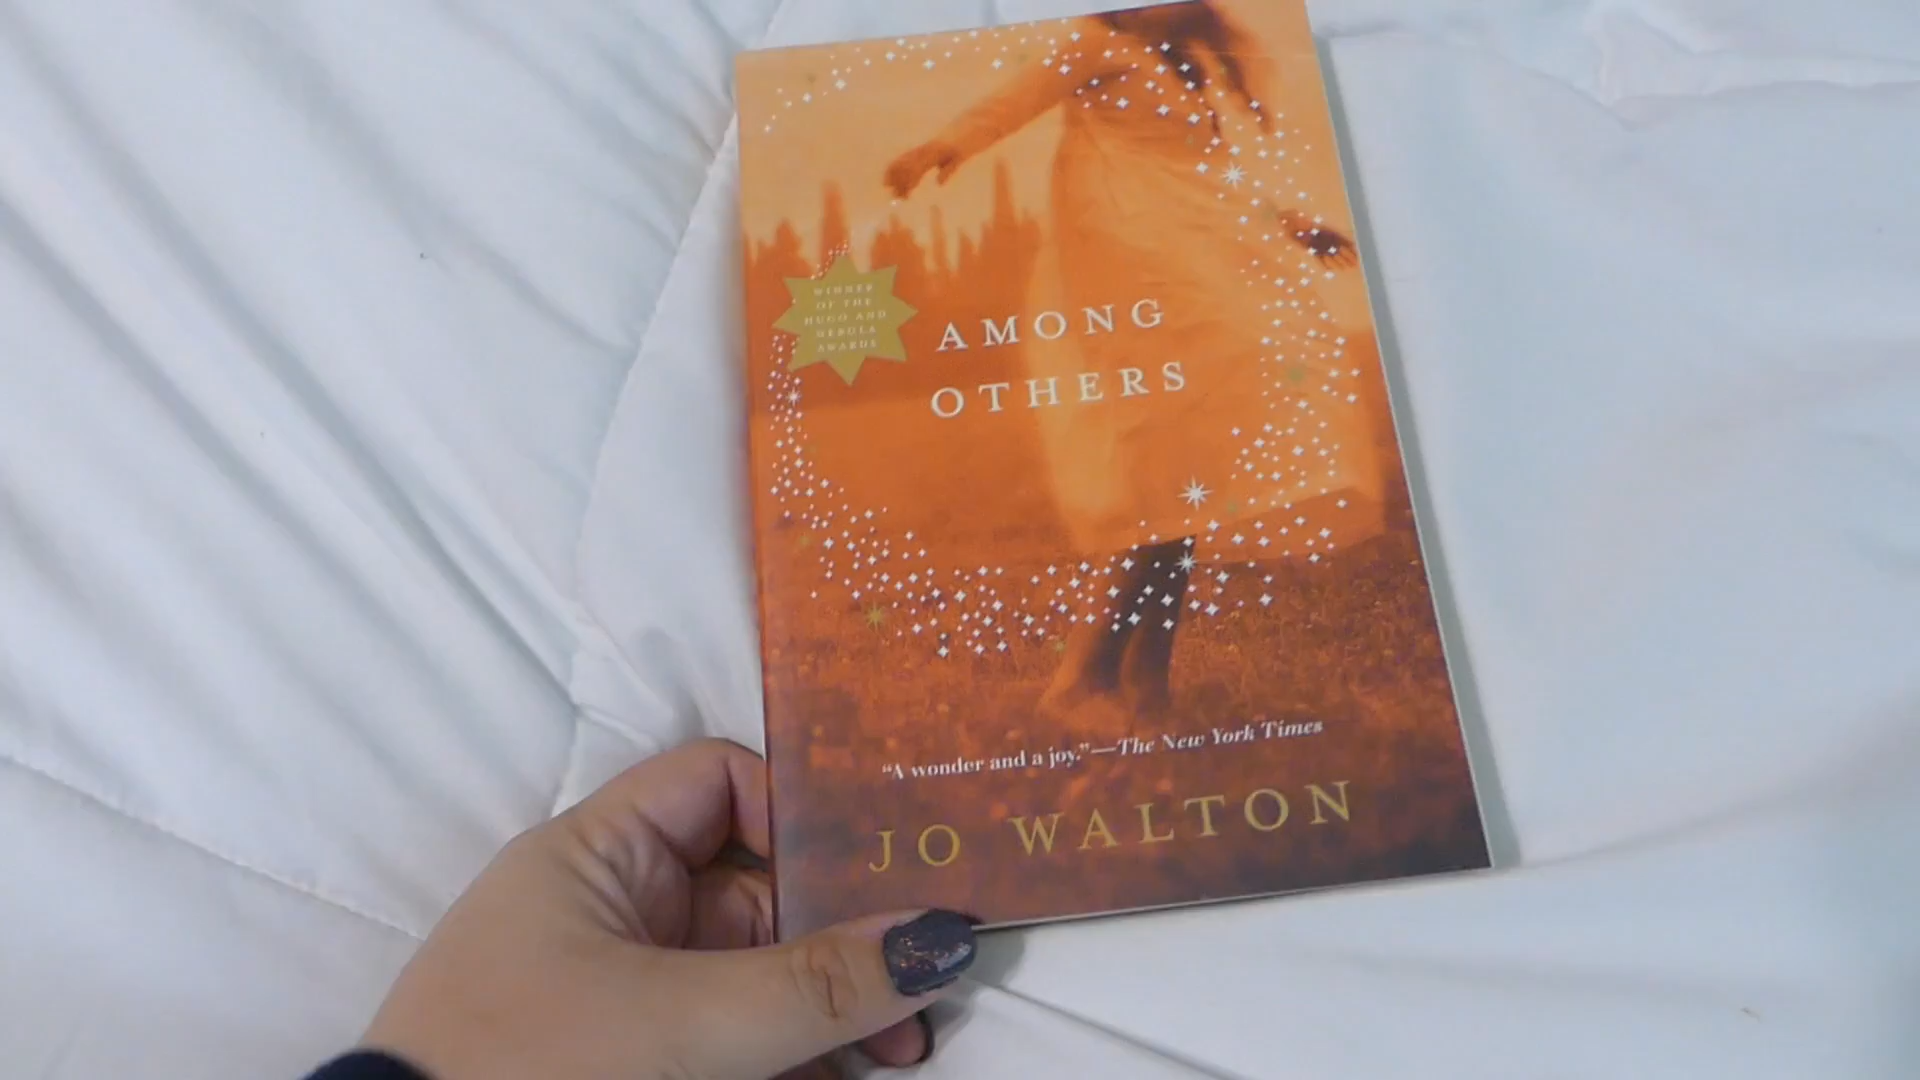 WINNER
OF THE
HUGO AND
NEBULA
AWARDS
AMONG
OTHERS
“A wonder and a joy.”—The New York Times
JO WALTON